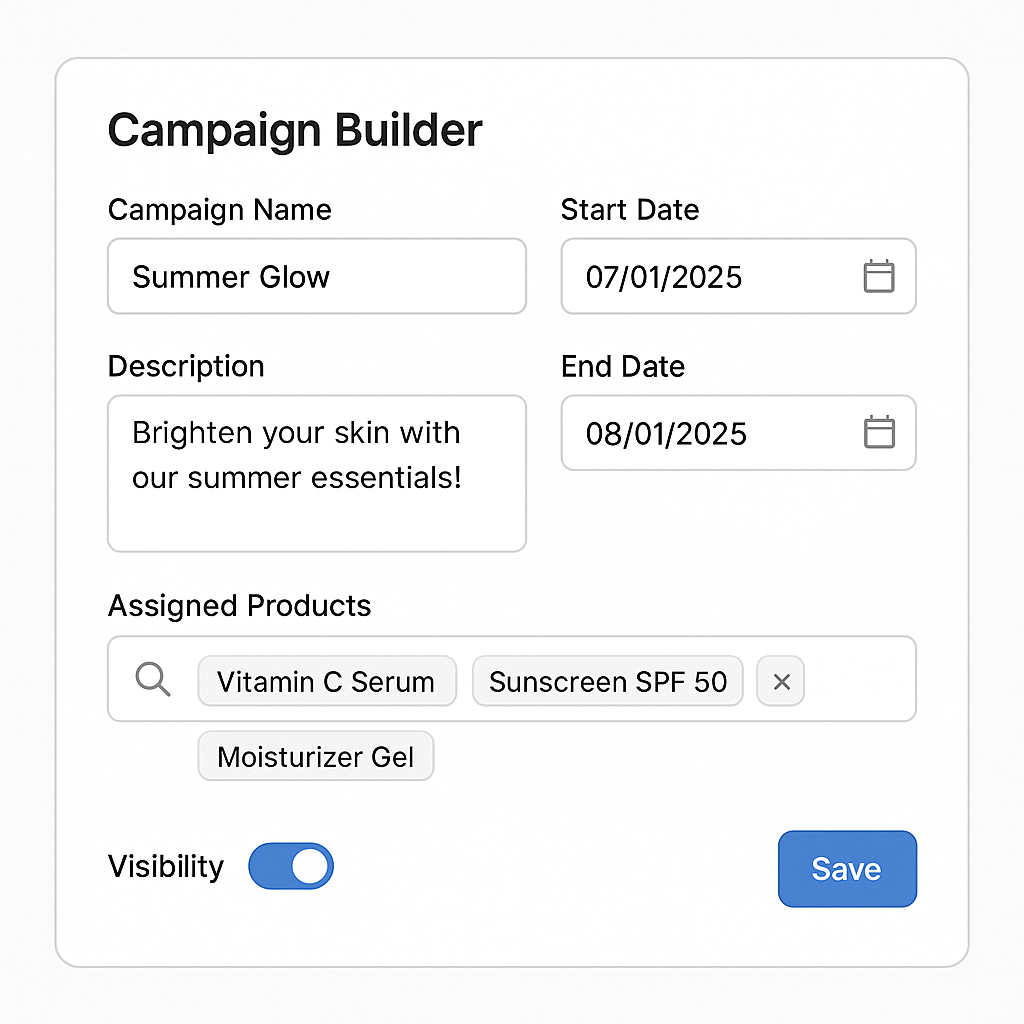 Campaign Builder
Campaign Name
Summer Glow
Start Date
07/01/2025
Description
Brighten your skin with
our summer essentials!
End Date
08/01/2025
Assigned Products
Vitamin C Serum Sunscreen SPF 50 ×
Moisturizer Gel
Visibility
Save